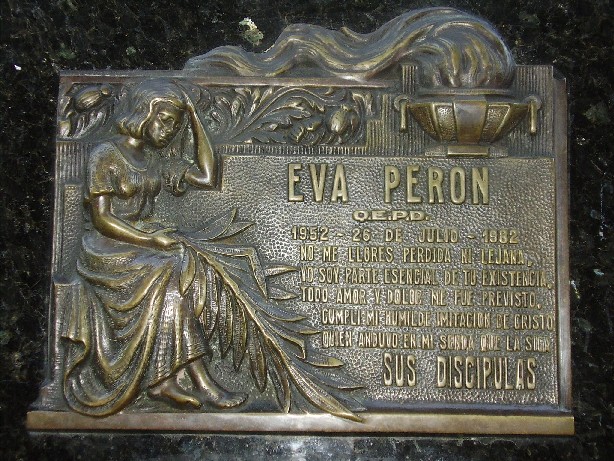 EVA PERON
Q.E.P.D.
1952 - 26 DE JULIO - 1982
NO ME LLORES PERDIDA NI LEJANA,
YO SOY PARTE ESENCIAL DE TU EXISTENCIA,
TODO AMOR Y DOLOR ME FUE PREVISTO,
CUMPLI MI HUMILDE IMITACION DE CRISTO
QUIEN ANDUVO EN MI SENDA QUE LA SIGA
SUS DISCIPULAS